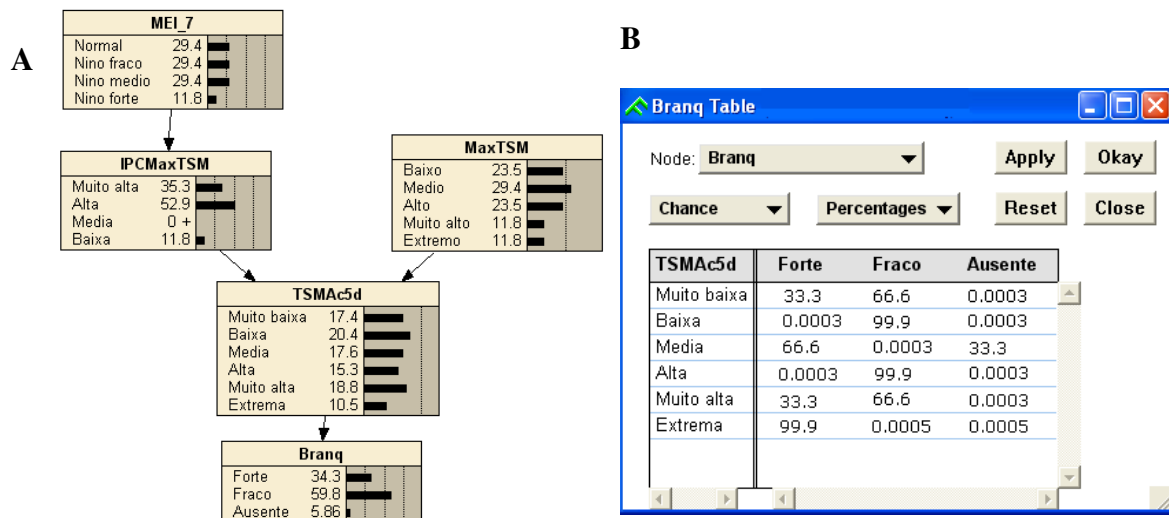 A
MEI_7
Normal 29.4
Nino fraco 29.4
Nino medio 29.4
Nino forte 11.8
IPCMaxTSM
Muito alta 35.3
Alta 52.9
Media 0 +
Baixa 11.8
MaxTSM
Baixo 23.5
Medio 29.4
Alto 23.5
Muito alto 11.8
Extremo 11.8
TSMAc5d
Muito baixa 17.4
Baixa 20.4
Media 17.6
Alta 15.3
Muito alta 18.8
Extrema 10.5
Branq
Forte 34.3
Fraco 59.8
Ausente 5.86
B
Branq Table
Node: Branq Apply Okay
Chance Percentages Reset Close
TSMAc5d Forte Fraco Ausente
Muito baixa 33.3 66.6 0.0003
Baixa 0.0003 99.9 0.0003
Media 66.6 0.0003 33.3
Alta 0.0003 99.9 0.0003
Muito alta 33.3 66.6 0.0003
Extrema 99.9 0.0005 0.0005